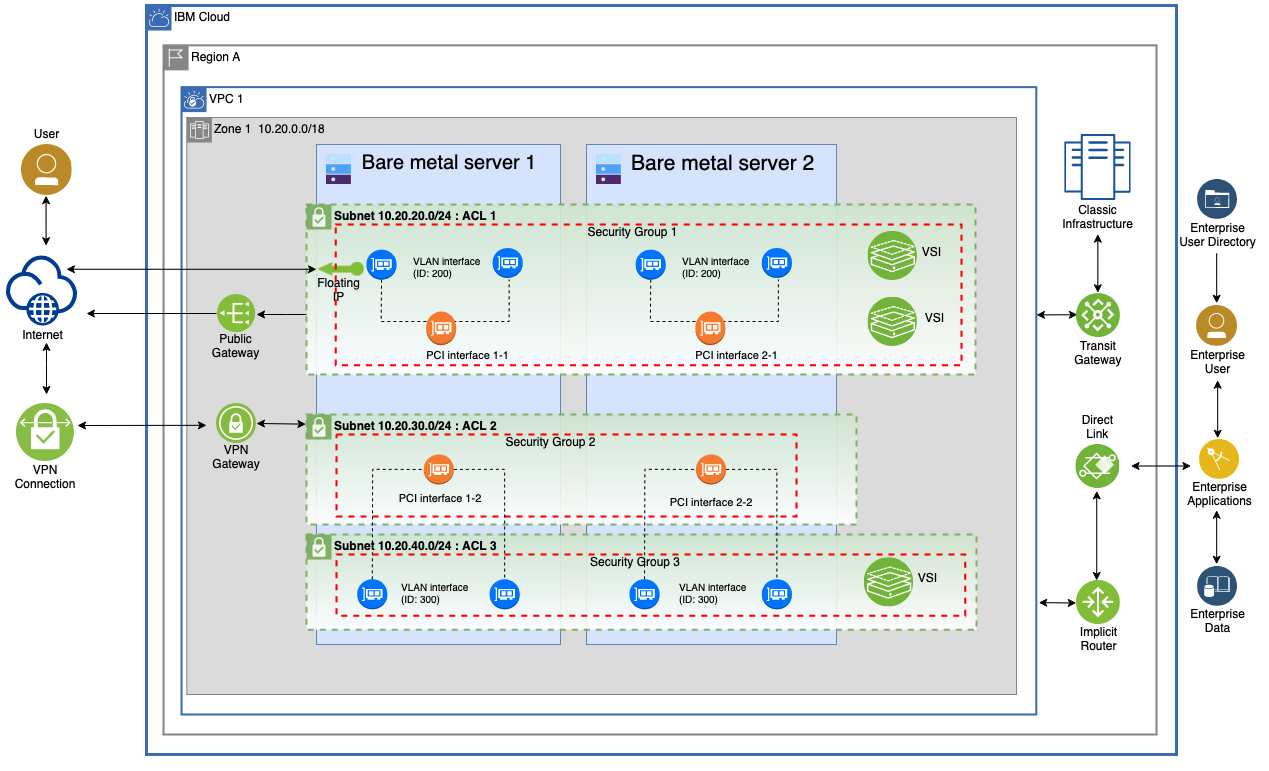 IBM Cloud
Region A
VPC 1
Zone 1 10.20.0.0/18
User
Internet
VPN
Connection
Public
Gateway
VPN
Gateway
Bare metal server 1
Bare metal server 2
Subnet 10.20.20.0/24 : ACL 1
Security Group 1
VLAN interface
(ID: 200)
VLAN interface
(ID: 200)
VSI
Floating
IP
VSI
PCI interface 1-1
PCI interface 2-1
Subnet 10.20.30.0/24 : ACL 2
Security Group 2
PCI interface 1-2
PCI interface 2-2
Subnet 10.20.40.0/24 : ACL 3
Security Group 3
VLAN interface
(ID: 300)
VLAN interface
(ID: 300)
VSI
Classic
Infrastructure
Transit
Gateway
Direct
Link
Implicit
Router
Enterprise
User Directory
Enterprise
User
Enterprise
Applications
Enterprise
Data